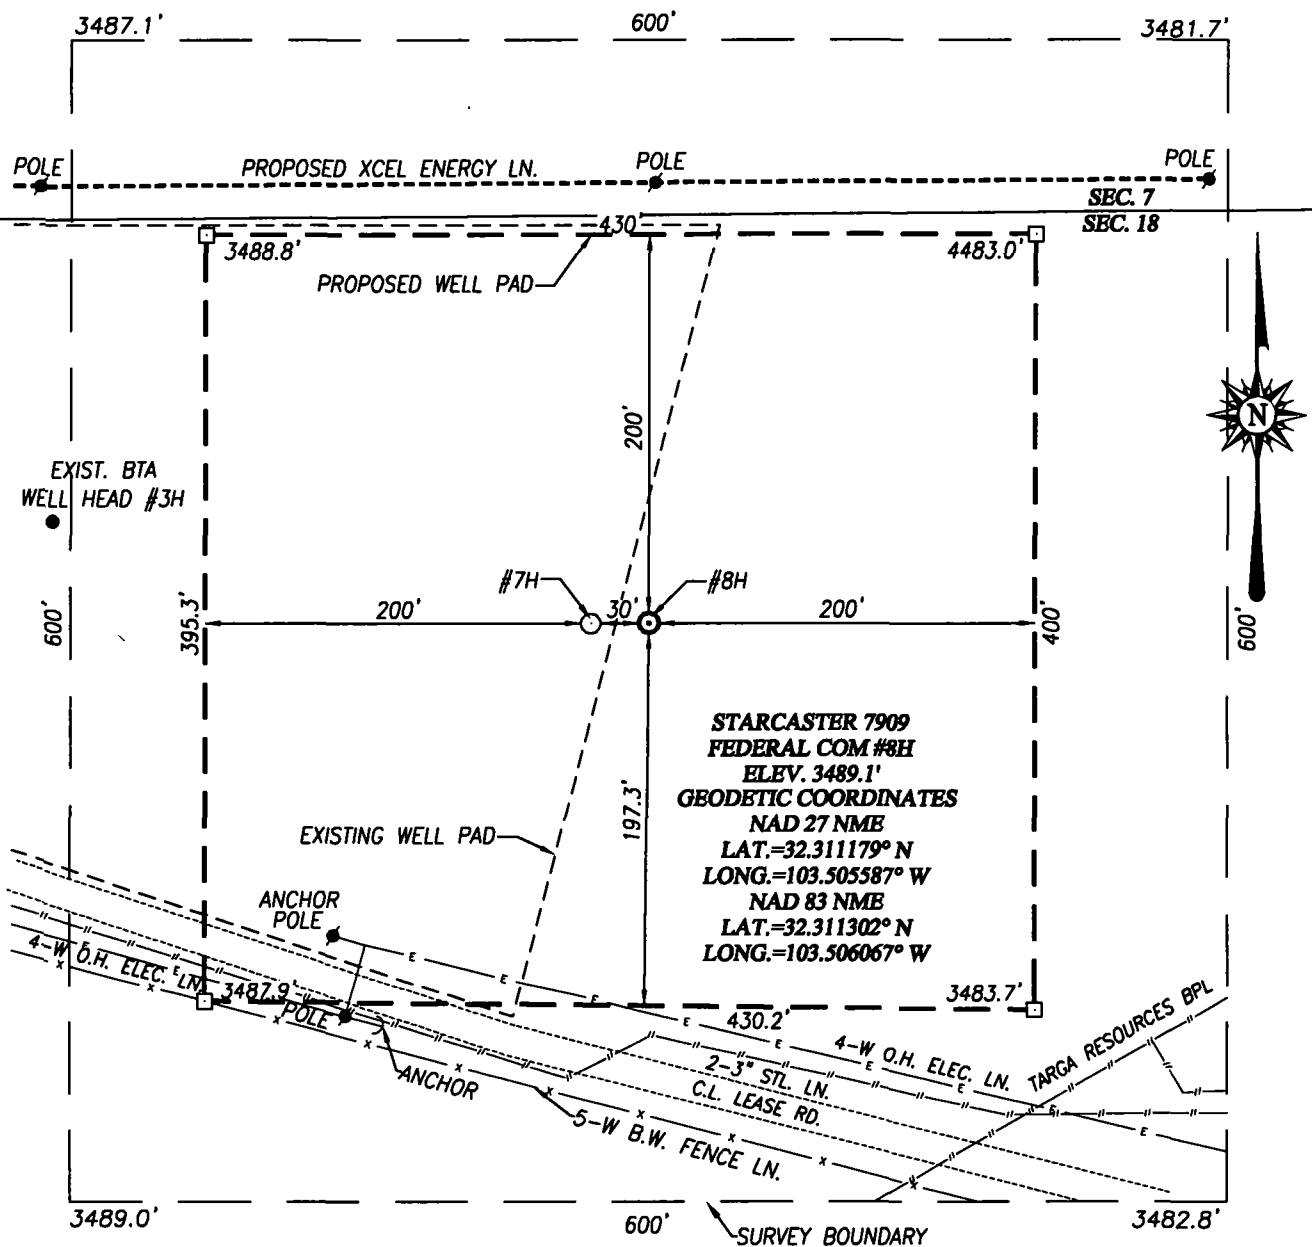 3487.1'
600'
3481.7'
POLE
PROPOSED XCEL ENERGY LN.
POLE
POLE
SEC. 7
SEC. 18
430'
3488.8'
4483.0'
PROPOSED WELL PAD
200'
N
EXIST. BTA
WELL HEAD #3H
#7H
#8H
600'
395.3'
200'
30'
200'
400'
600'
STARCASTER 7909
FEDERAL COM #8H
ELEV. 3489.1'
GEODETIC COORDINATES
NAD 27 NME
LAT.=32.311179° N
LONG.=103.505587° W
NAD 83 NME
LAT.=32.311302° N
LONG.=103.506067° W
197.3'
EXISTING WELL PAD
ANCHOR
POLE
4-W O.H. ELEC. LN.
3487.9'
POLE
3483.7'
430.2'
4-W O.H. ELEC. LN.
TARGA RESOURCES BPL
2-3" STL. LN.
C.L. LEASE RD.
ANCHOR
5-W B.W. FENCE LN.
3489.0'
600'
3482.8'
SURVEY BOUNDARY